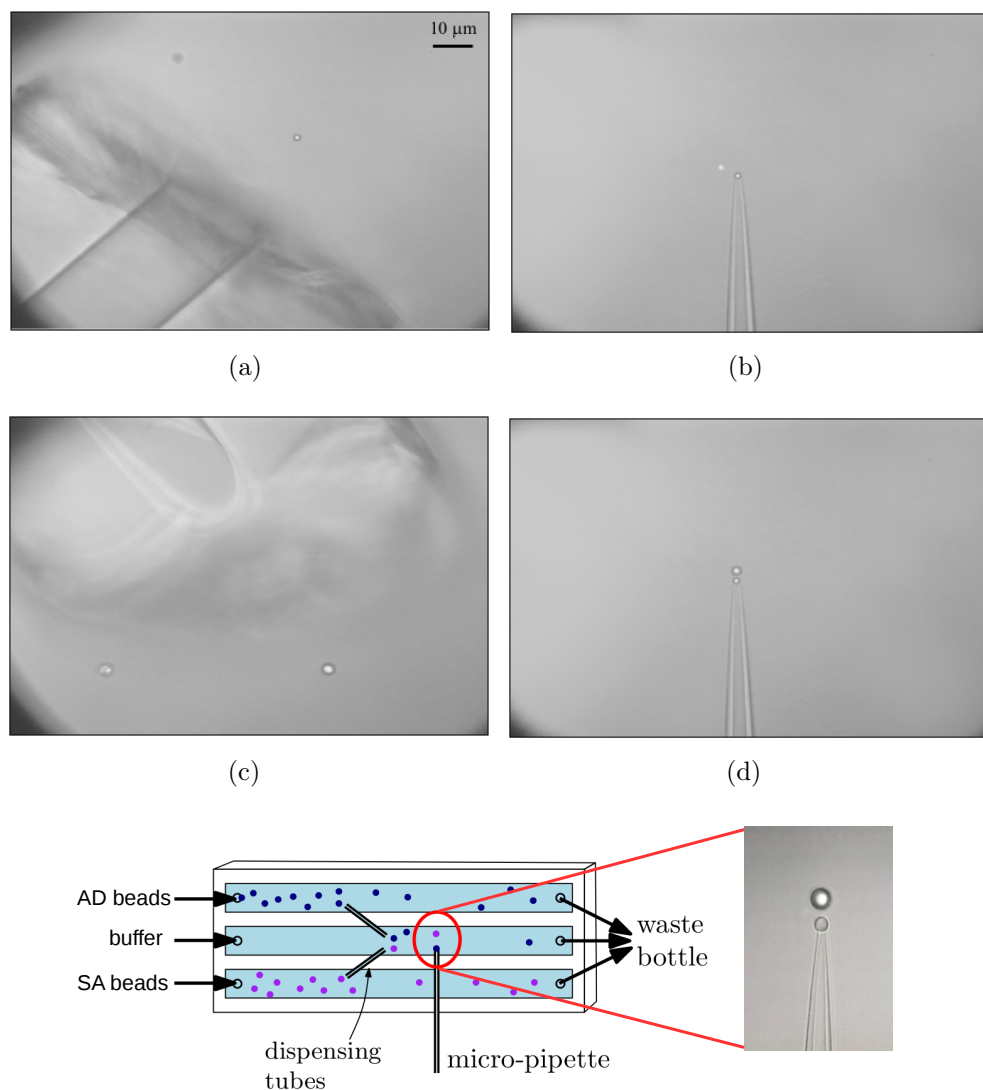 10 μm
(a)
(b)
(c)
(d)
AD beads
buffer
SA beads
waste
bottle
dispensing
tubes
micro-pipette